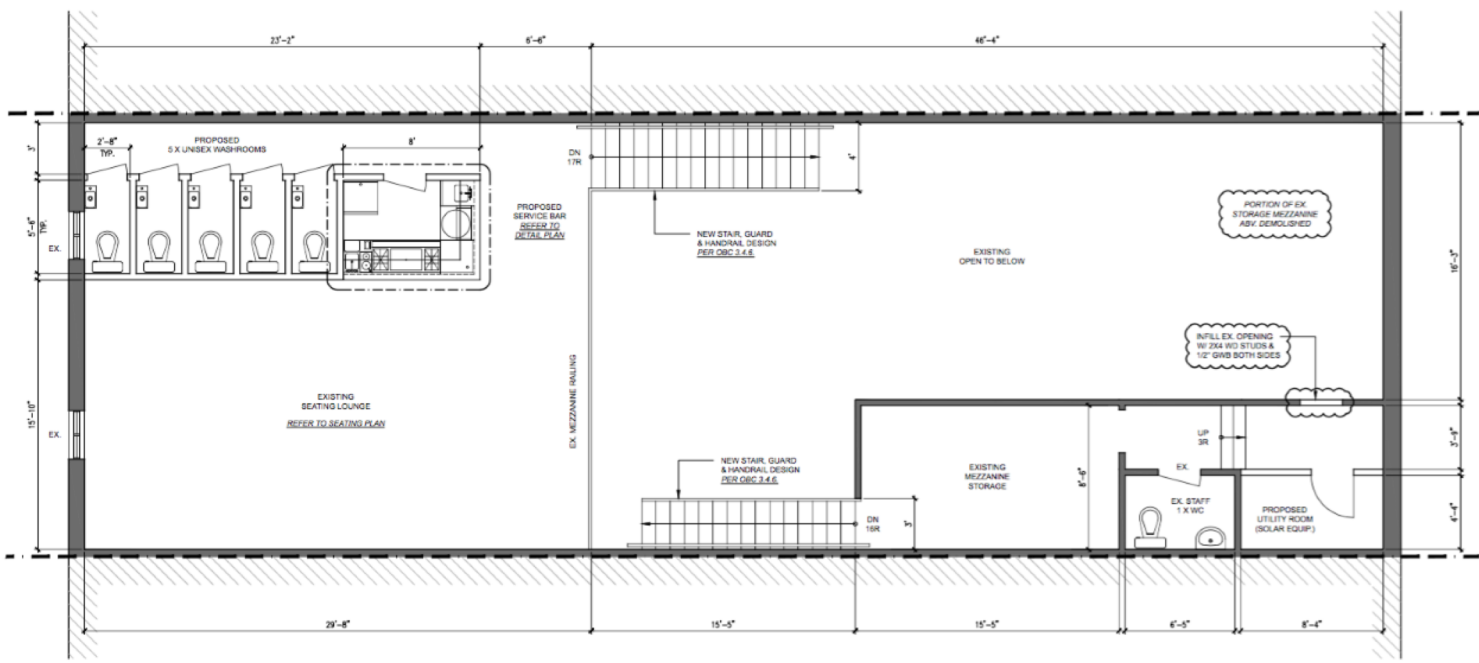 23'-2"
6'-6"
46'-4"
3'
2'-8"
TYP.
PROPOSED
5 X UNISEX WASHROOMS
8'
DN
17R
4'
5'-6"
TYP.
EX.
PROPOSED
SERVICE BAR
REFER TO
DETAIL PLAN
NEW STAIR, GUARD
& HANDRAIL DESIGN
PER OBC 3.4.6.
EXISTING
OPEN TO BELOW
PORTION OF EX.
STORAGE MEZZANINE
ABV. DEMOLISHED
16'-3"
INFILL EX. OPENING
W/ 2X4 WD STUDS &
1/2" GWB BOTH SIDES
15'-10"
EX.
EXISTING
SEATING LOUNGE
REFER TO SEATING PLAN
EX. MEZZANINE RAILING
NEW STAIR, GUARD
& HANDRAIL DESIGN
PER OBC 3.4.6.
DN
16R
3'
EXISTING
MEZZANINE
STORAGE
8'-6"
UP
3R
EX.
3'-9"
EX. STAFF
1 X WC
PROPOSED
UTILITY ROOM
(SOLAR EQUIP.)
4'-4"
29'-8"
15'-5"
15'-5"
6'-5"
8'-4"